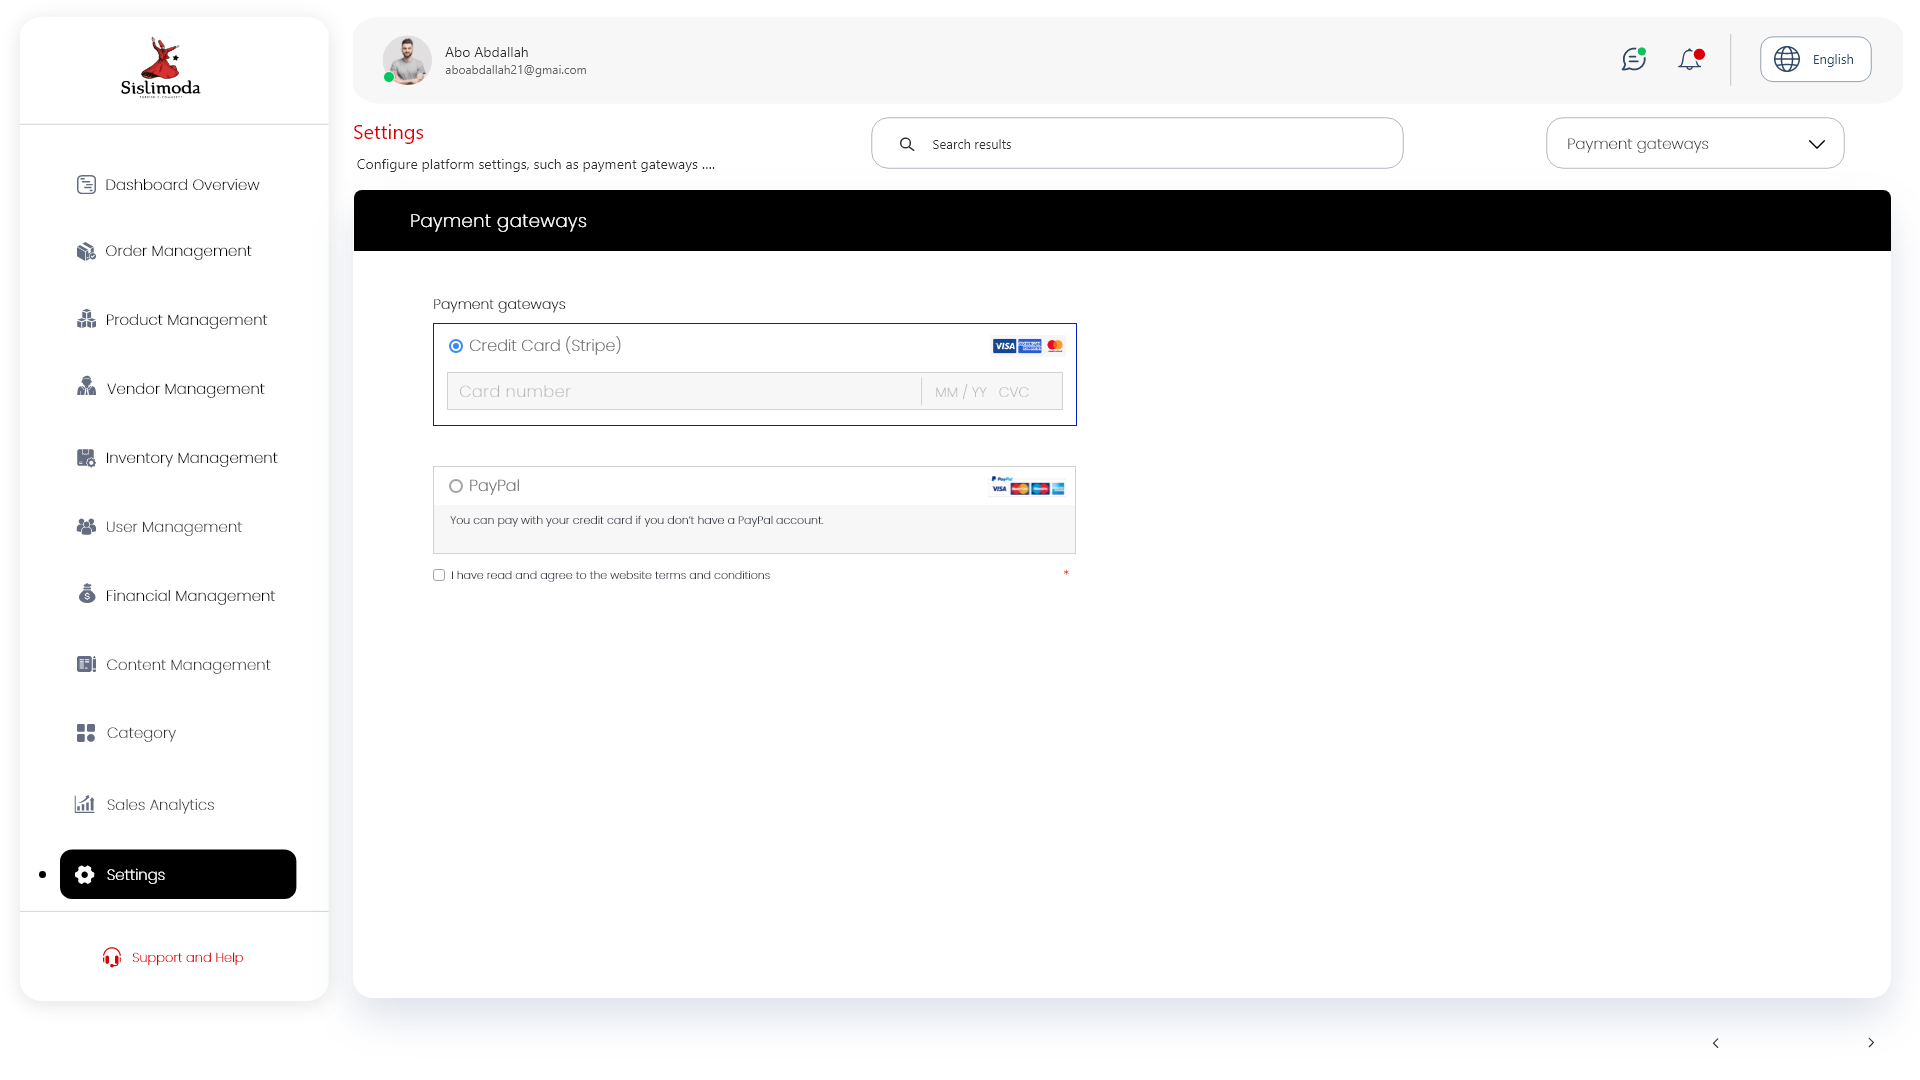 Sislimoda
Dashboard Overview
Order Management
Product Management
Vendor Management
Inventory Management
User Management
Financial Management
Content Management
Category
Sales Analytics
Settings
Support and Help
Abo Abdallah
aboabdallah21@gmai.com
English
Settings
Configure platform settings, such as payment gateways ....
Search results
Payment gateways
Payment gateways
Payment gateways
Credit Card (Stripe)
VISA
Card number
MM / YY CVC
PayPal
PayPal
VISA
You can pay with your credit card if you don't have a PayPal account.
I have read and agree to the website terms and conditions *